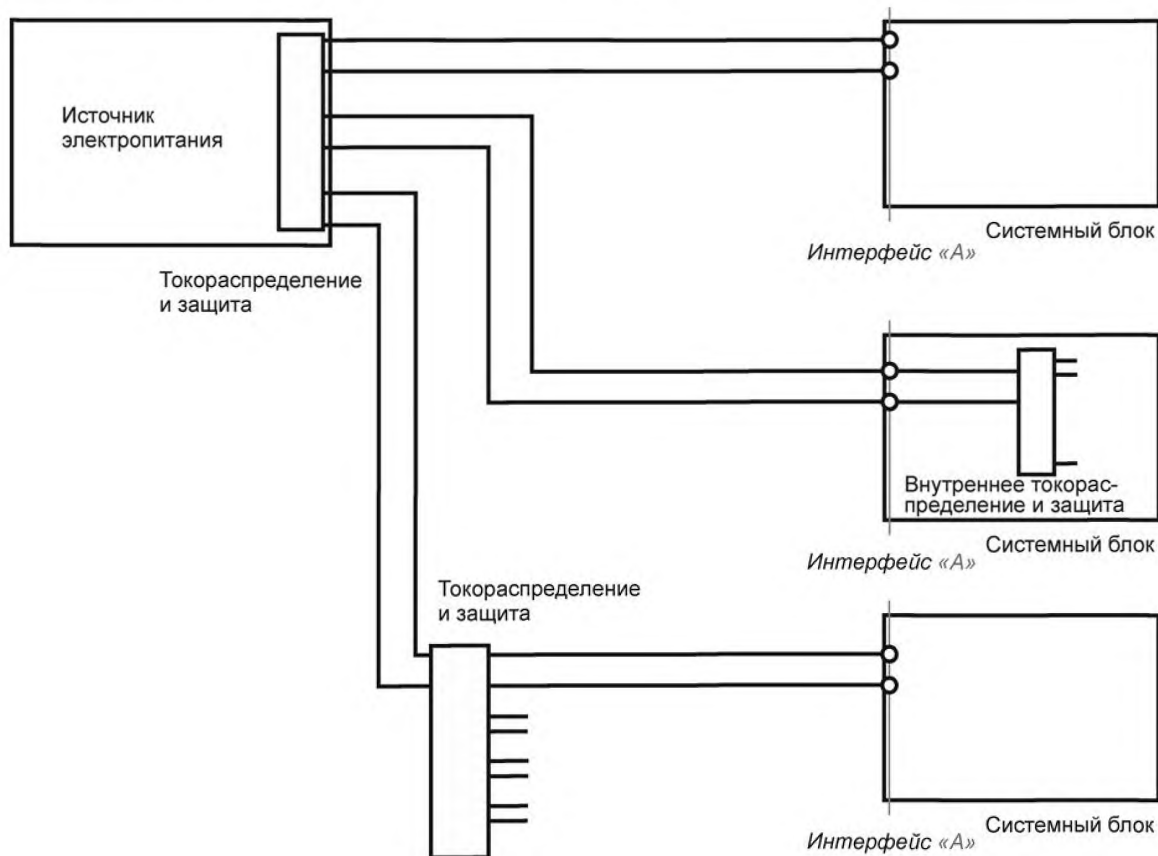 Источник
электропитания
Токораспределение
и защита
Системный блок
Интерфейс «А»
Внутреннее токорас-
пределение и защита
Системный блок
Интерфейс «А»
Токораспределение
и защита
Системный блок
Интерфейс «А»